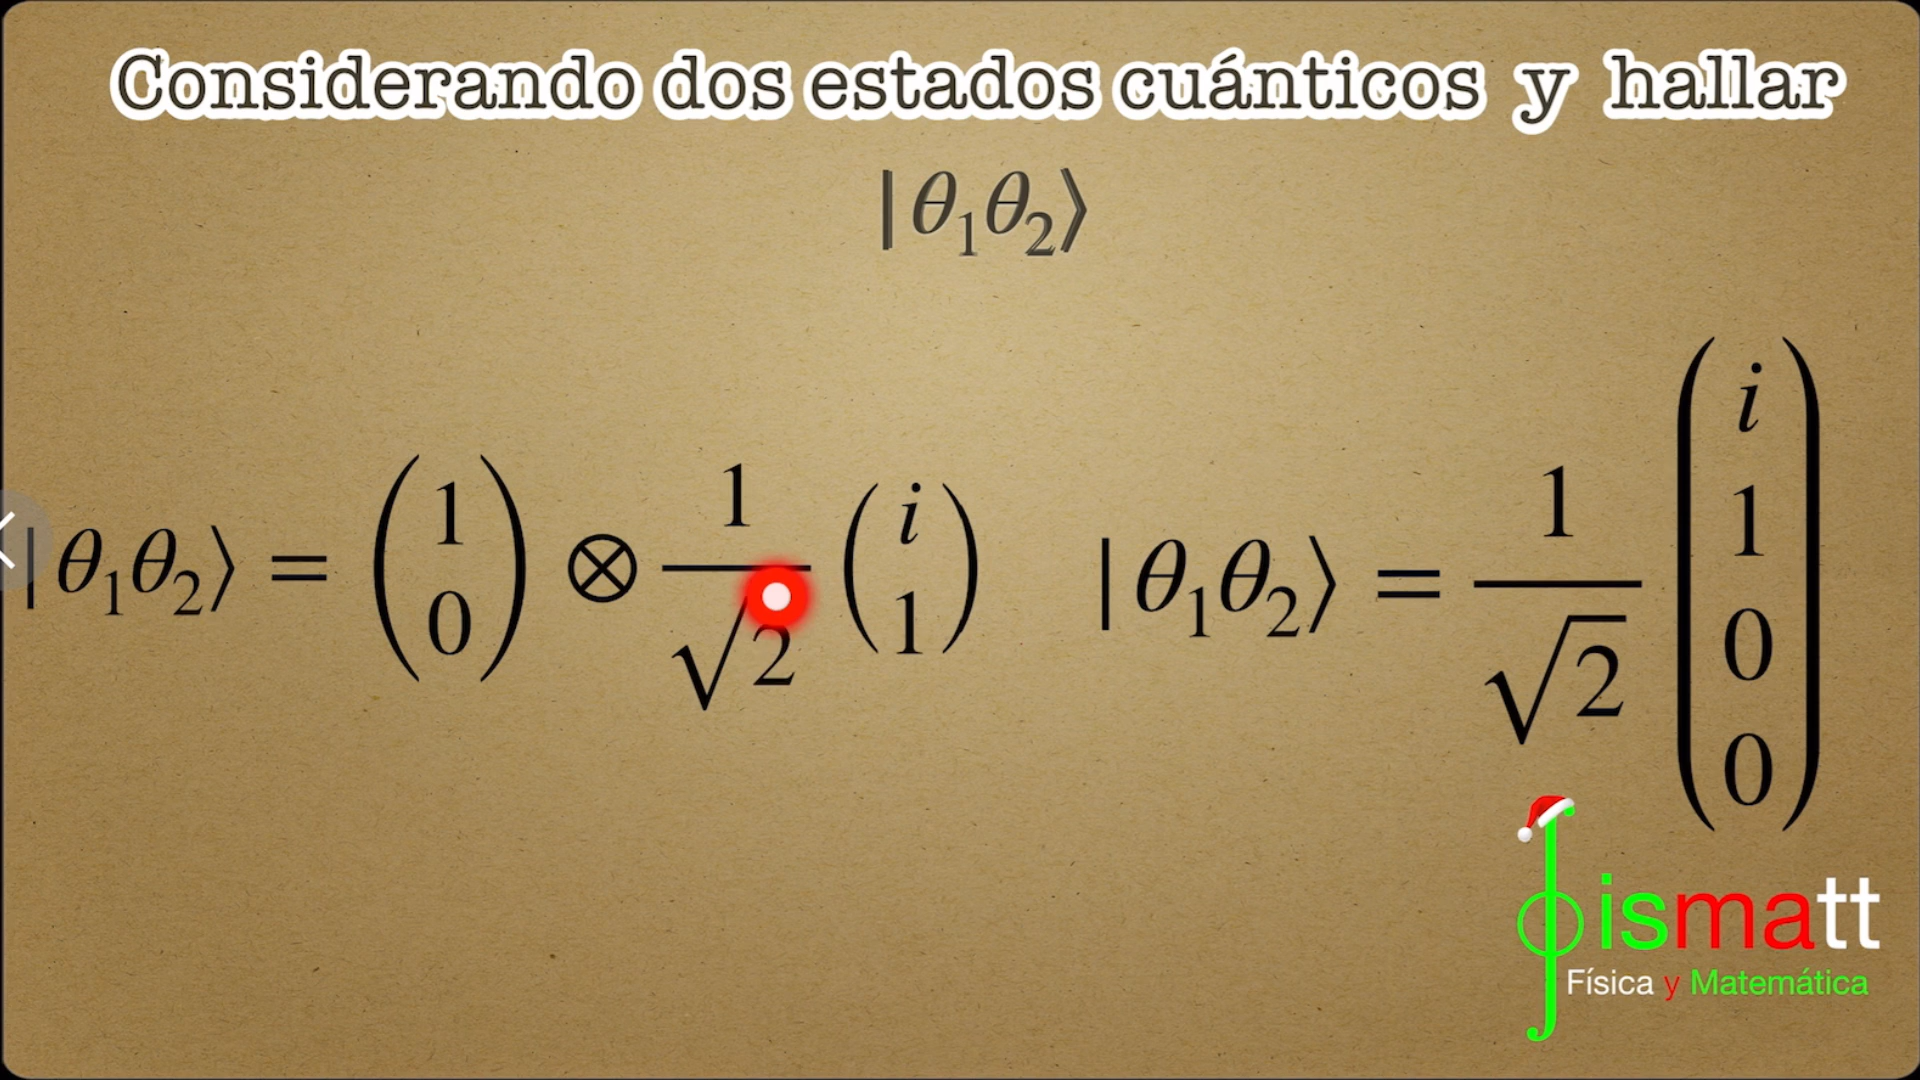 Considerando dos estados cuánticos y hallar
|θ₁θ₂⟩
|θ₁θ₂⟩ = (1 0) ⊗ 1/√2 (i 1)
|θ₁θ₂⟩ = 1/√2 (i 1 0 0)
fismatt
Física y Matemática